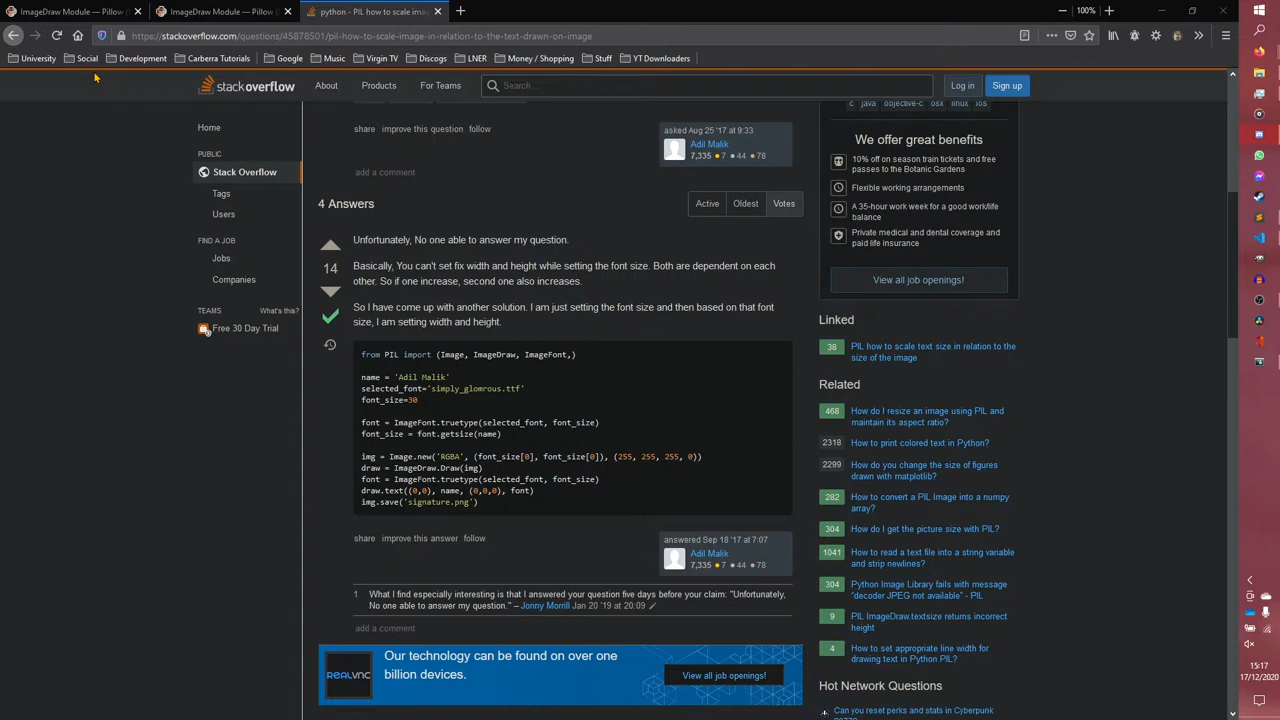 ImageDraw Module — Pillow (
ImageDraw Module — Pillow (
python - PIL how to scale ima
100%
https://stackoverflow.com/questions/45878501/pil-how-to-scale-image-in-relation-to-the-text-drawn-on-image
University
Social
Development
Carberra Tutorials
Google
Music
Virgin TV
Discogs
LNER
Money / Shopping
Stuff
YT Downloaders
stackoverflow
About
Products
For Teams
Search...
Log in
Sign up
Home
PUBLIC
Stack Overflow
Tags
Users
FIND A JOB
Jobs
Companies
TEAMS
What's this?
Free 30 Day Trial
share improve this question follow
asked Aug 25 '17 at 9:33
Adil Malik
7,335 7 44 78
add a comment
4 Answers
Active
Oldest
Votes
14
Unfortunately, No one able to answer my question.
Basically, You can't set fix width and height while setting the font size. Both are dependent on each
other. So if one increase, second one also increases.
So I have come up with another solution. I am just setting the font size and then based on that font
size, I am setting width and height.
from PIL import (Image, ImageDraw, ImageFont,)
name = 'Adil Malik'
selected_font='simply_glomrous.ttf'
font_size=30
font = ImageFont.truetype(selected_font, font_size)
font_size = font.getsize(name)
img = Image.new('RGBA', (font_size[0], font_size[0]), (255, 255, 255, 0))
draw = ImageDraw.Draw(img)
font = ImageFont.truetype(selected_font, font_size)
draw.text((0,0), name, (0,0,0), font)
img.save('signature.png')
share improve this answer follow
answered Sep 18 '17 at 7:07
Adil Malik
7,335 7 44 78
1 What I find especially interesting is that I answered your question five days before your claim: "Unfortunately,
No one able to answer my question." – Jonny Morrill Jan 20 '19 at 20:09
add a comment
REALVNC
Our technology can be found on over one
billion devices.
View all job openings!
c java objective-c osx linux ios
We offer great benefits
10% off on season train tickets and free
passes to the Botanic Gardens
Flexible working arrangements
A 35-hour work week for a good work/life
balance
Private medical and dental coverage and
paid life insurance
View all job openings!
Linked
38 PIL how to scale text size in relation to the
size of the image
Related
468 How do I resize an image using PIL and
maintain its aspect ratio?
2318 How to print colored text in Python?
2299 How do you change the size of figures
drawn with matplotlib?
282 How to convert a PIL Image into a numpy
array?
304 How do I get the picture size with PIL?
1041 How to read a text file into a string variable
and strip newlines?
304 Python Image Library fails with message
"decoder JPEG not available" - PIL
9 PIL ImageDraw.textsize returns incorrect
height
4 How to set appropriate line width for
drawing text in Python PIL?
Hot Network Questions
Can you reset perks and stats in Cyberpunk
15:17
17/12/2020